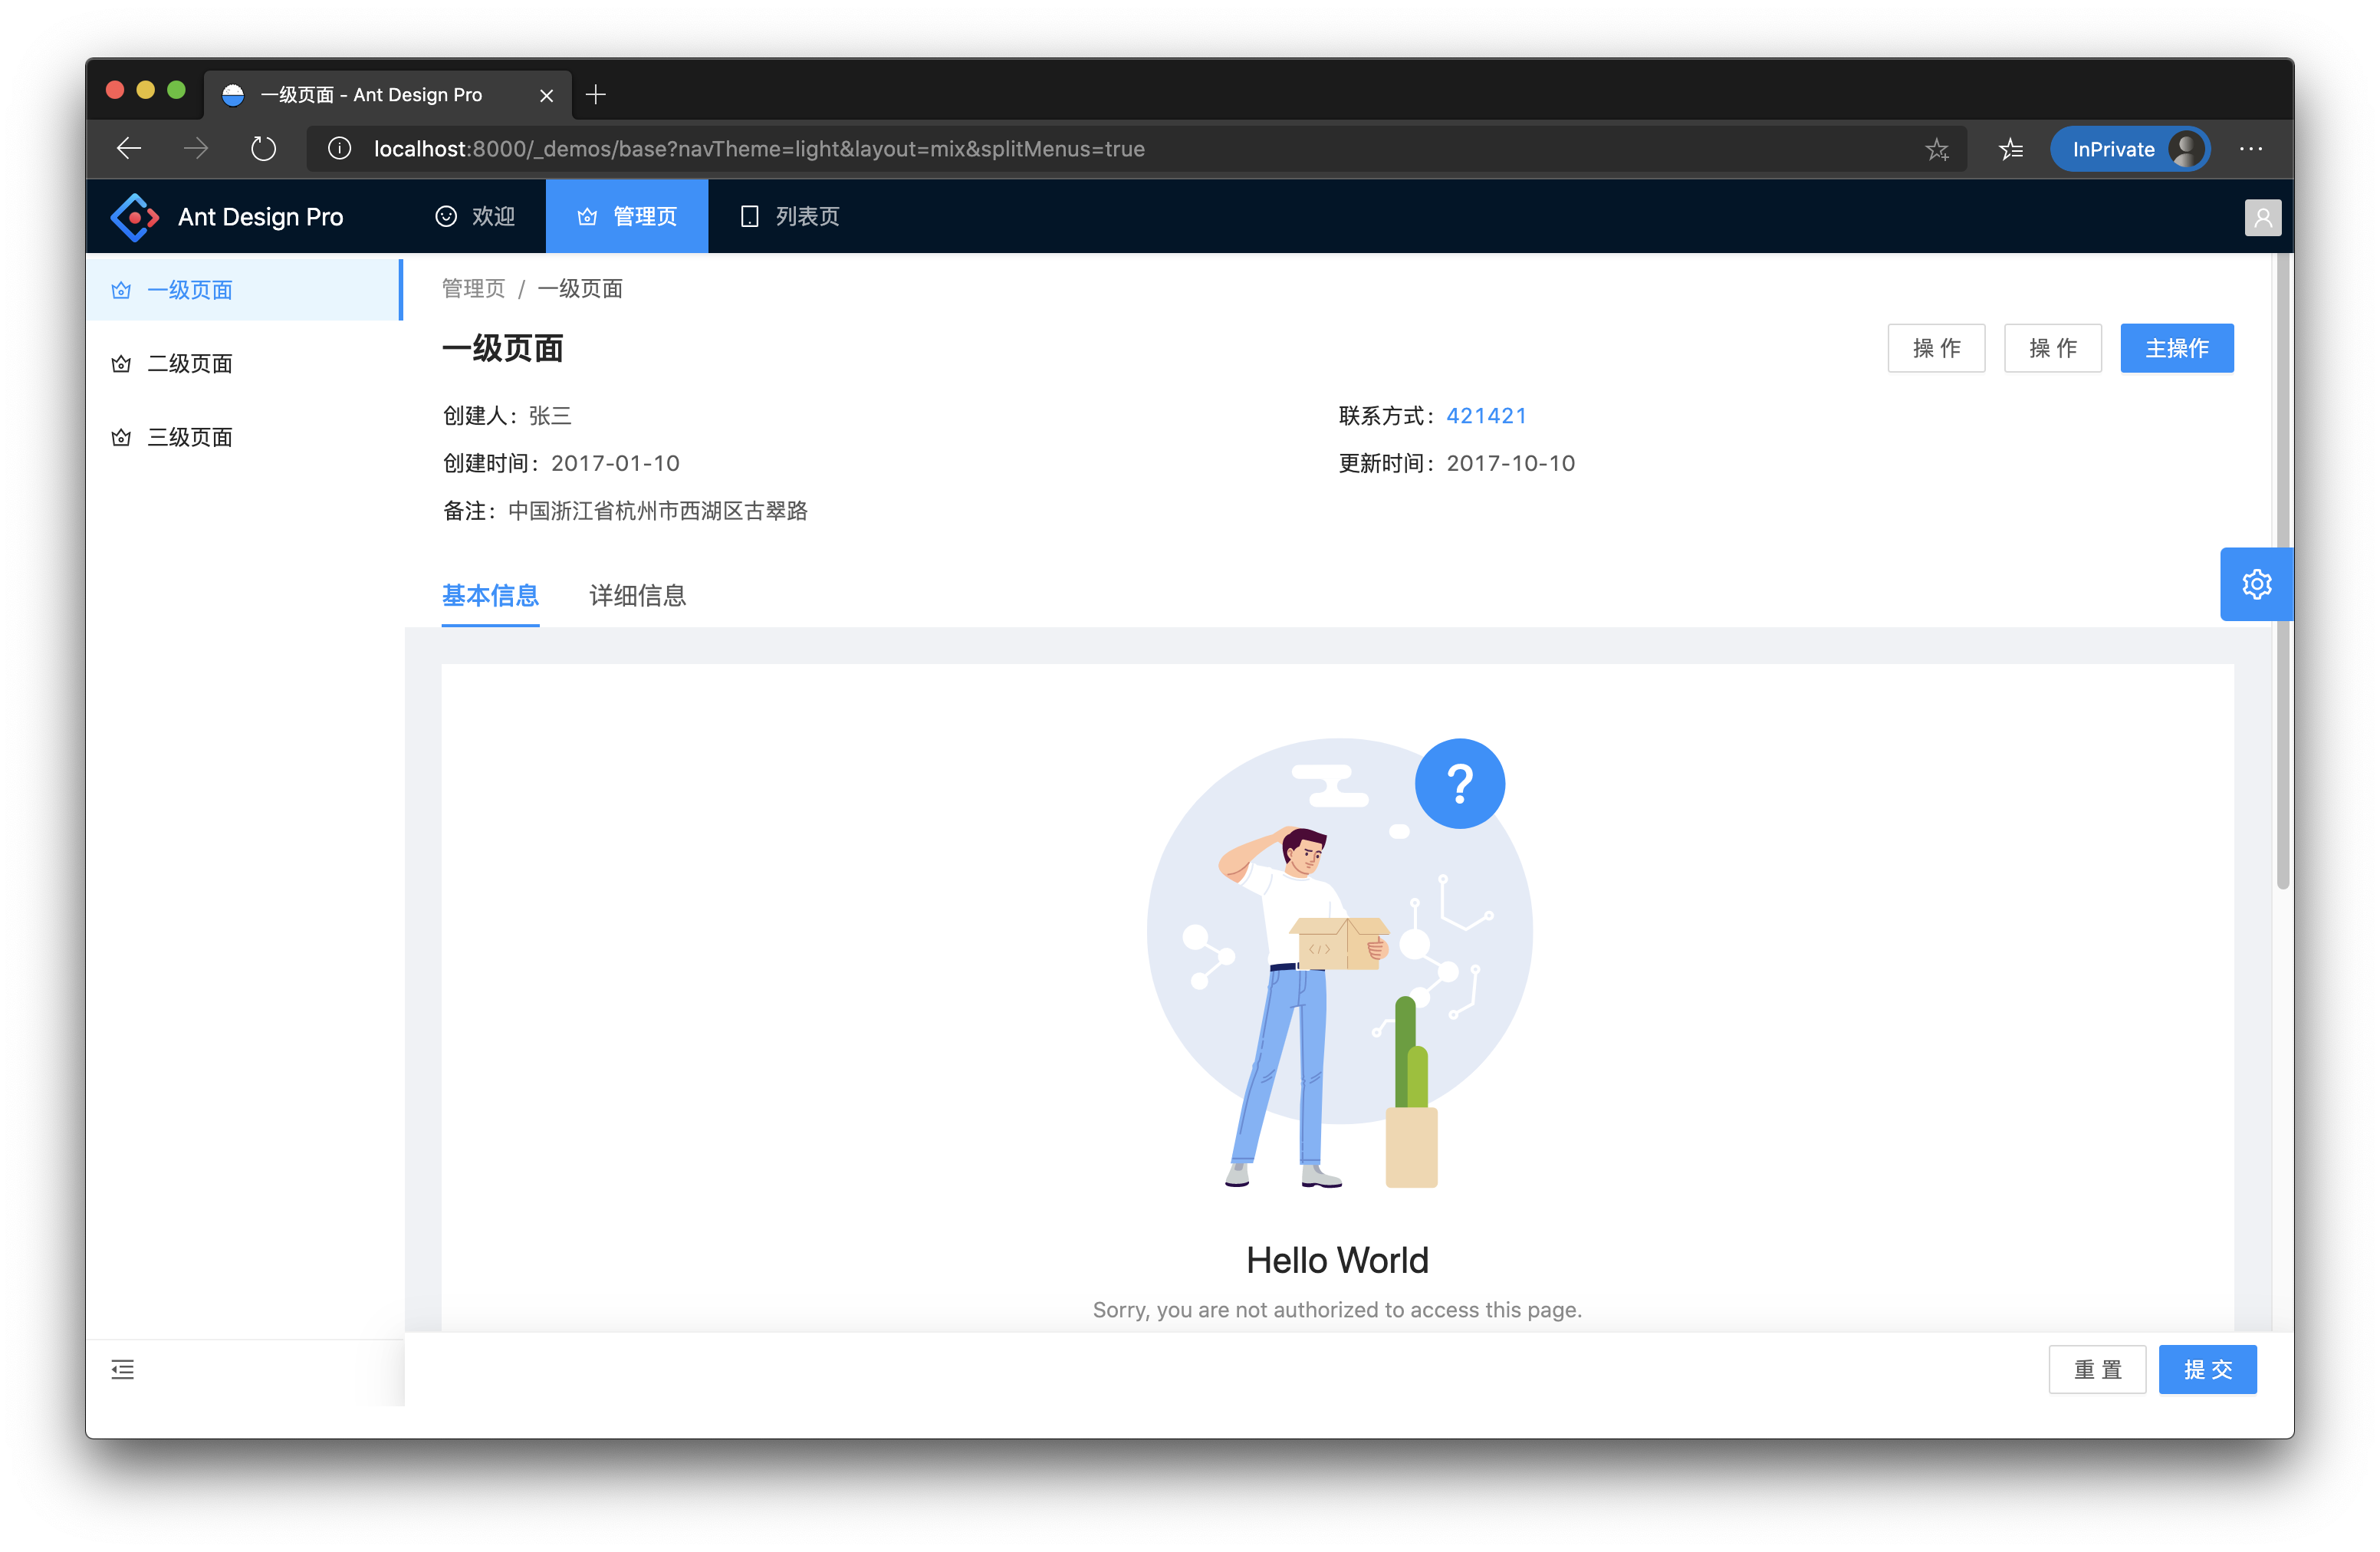 一级页面 - Ant Design Pro
localhost:8000/_demos/base?navTheme=light&layout=mix&splitMenus=true
InPrivate
Ant Design Pro
欢迎
管理页
列表页
一级页面
二级页面
三级页面
管理页 / 一级页面
一级页面
操 作
操 作
主操作
创建人： 张三
联系方式： 421421
创建时间： 2017-01-10
更新时间： 2017-10-10
备注： 中国浙江省杭州市西湖区古翠路
基本信息
详细信息
?
</>
Hello World
Sorry, you are not authorized to access this page.
重 置
提 交